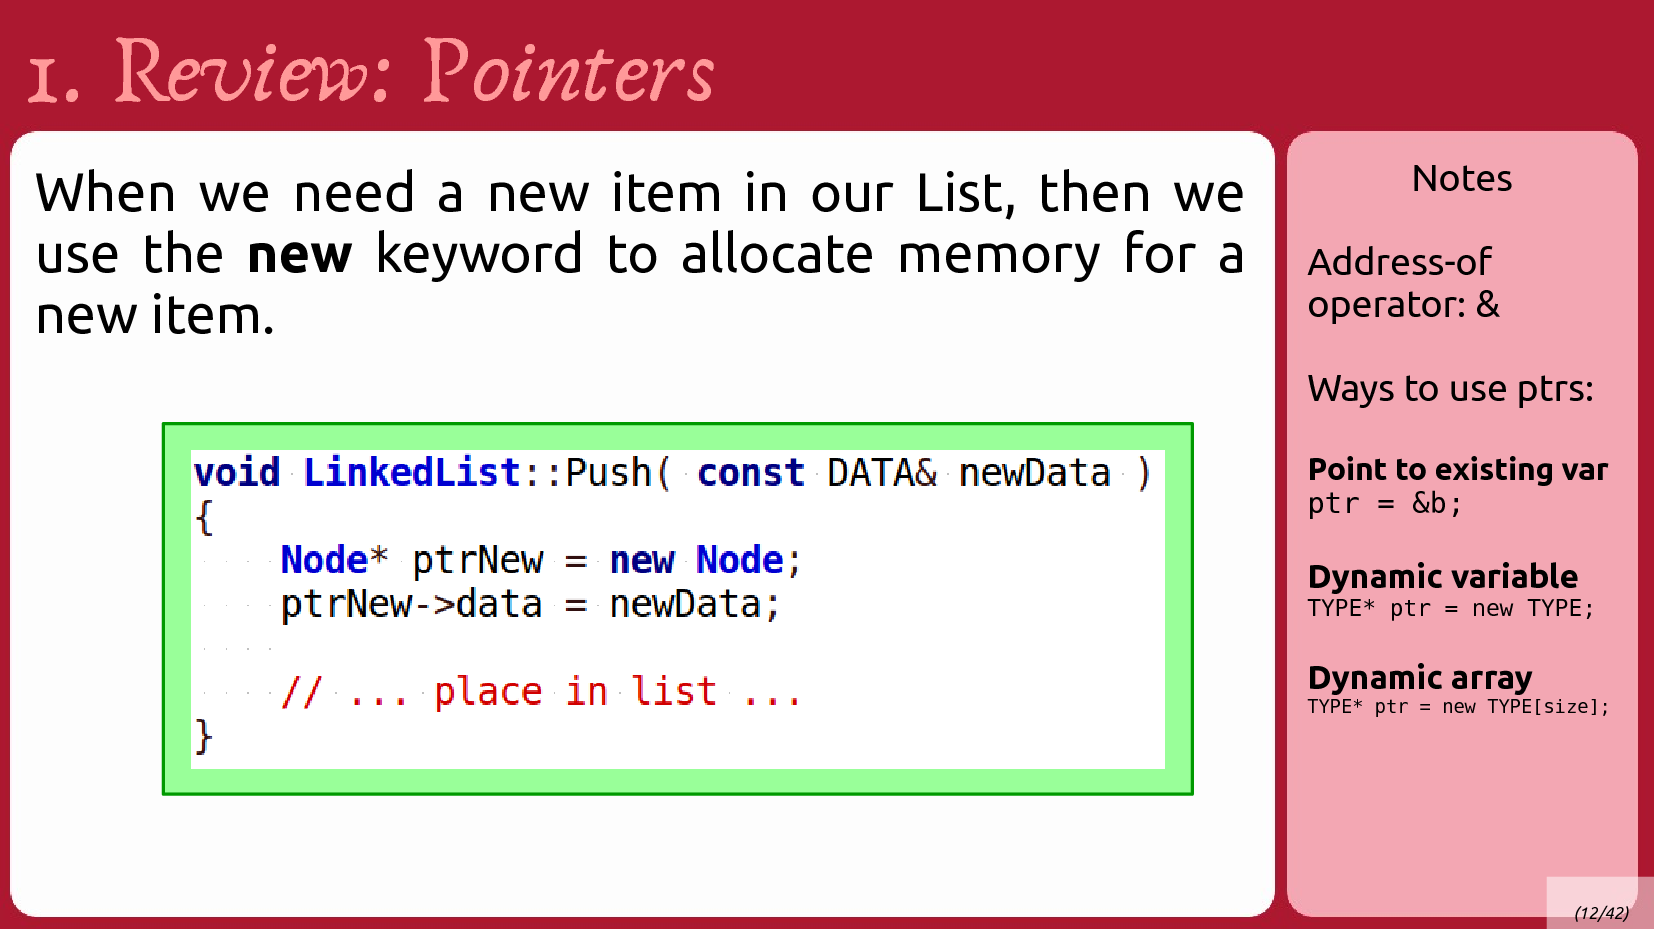 1. Review: Pointers
When we need a new item in our List, then we
use the new keyword to allocate memory for a
new item.
void LinkedList::Push( const DATA& newData )
{
    Node* ptrNew = new Node;
    ptrNew->data = newData;
    // ... place in list ...
}
Notes
Address-of
operator: &
Ways to use ptrs:
Point to existing var
ptr = &b;
Dynamic variable
TYPE* ptr = new TYPE;
Dynamic array
TYPE* ptr = new TYPE[size];
(12/42)